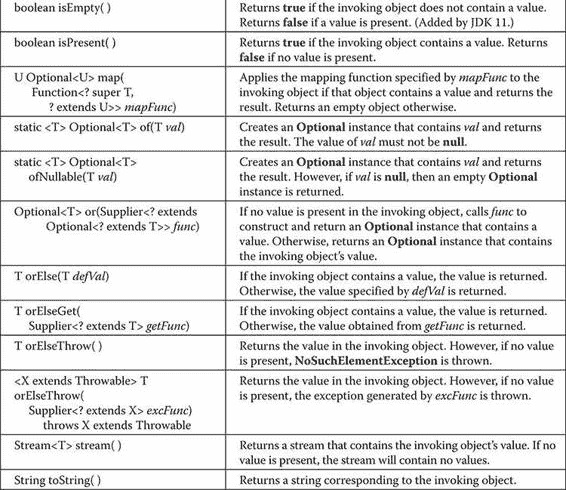 boolean isEmpty( )
Returns true if the invoking object does not contain a value.
Returns false if a value is present. (Added by JDK 11.)
boolean isPresent( )
Returns true if the invoking object contains a value. Returns
false if no value is present.
U Optional<U> map(
Function<? super T,
? extends U>> mapFunc)
Applies the mapping function specified by mapFunc to the
invoking object if that object contains a value and returns the
result. Returns an empty object otherwise.
static <T> Optional<T> of(T val)
Creates an Optional instance that contains val and returns
the result. The value of val must not be null.
static <T> Optional<T>
ofNullable(T val)
Creates an Optional instance that contains val and returns
the result. However, if val is null, then an empty Optional
instance is returned.
Optional<T> or(Supplier<? extends
Optional<? extends T>> func)
If no value is present in the invoking object, calls func to
construct and return an Optional instance that contains a
value. Otherwise, returns an Optional instance that contains
the invoking object’s value.
T orElse(T defVal)
If the invoking object contains a value, the value is returned.
Otherwise, the value specified by defVal is returned.
T orElseGet(
Supplier<? extends T> getFunc)
If the invoking object contains a value, the value is returned.
Otherwise, the value obtained from getFunc is returned.
T orElseThrow( )
Returns the value in the invoking object. However, if no value
is present, NoSuchElementException is thrown.
<X extends Throwable> T
orElseThrow(
Supplier<? extends X> excFunc)
throws X extends Throwable
Returns the value in the invoking object. However, if no value
is present, the exception generated by excFunc is thrown.
Stream<T> stream( )
Returns a stream that contains the invoking object’s value. If no
value is present, the stream will contain no values.
String toString( )
Returns a string corresponding to the invoking object.